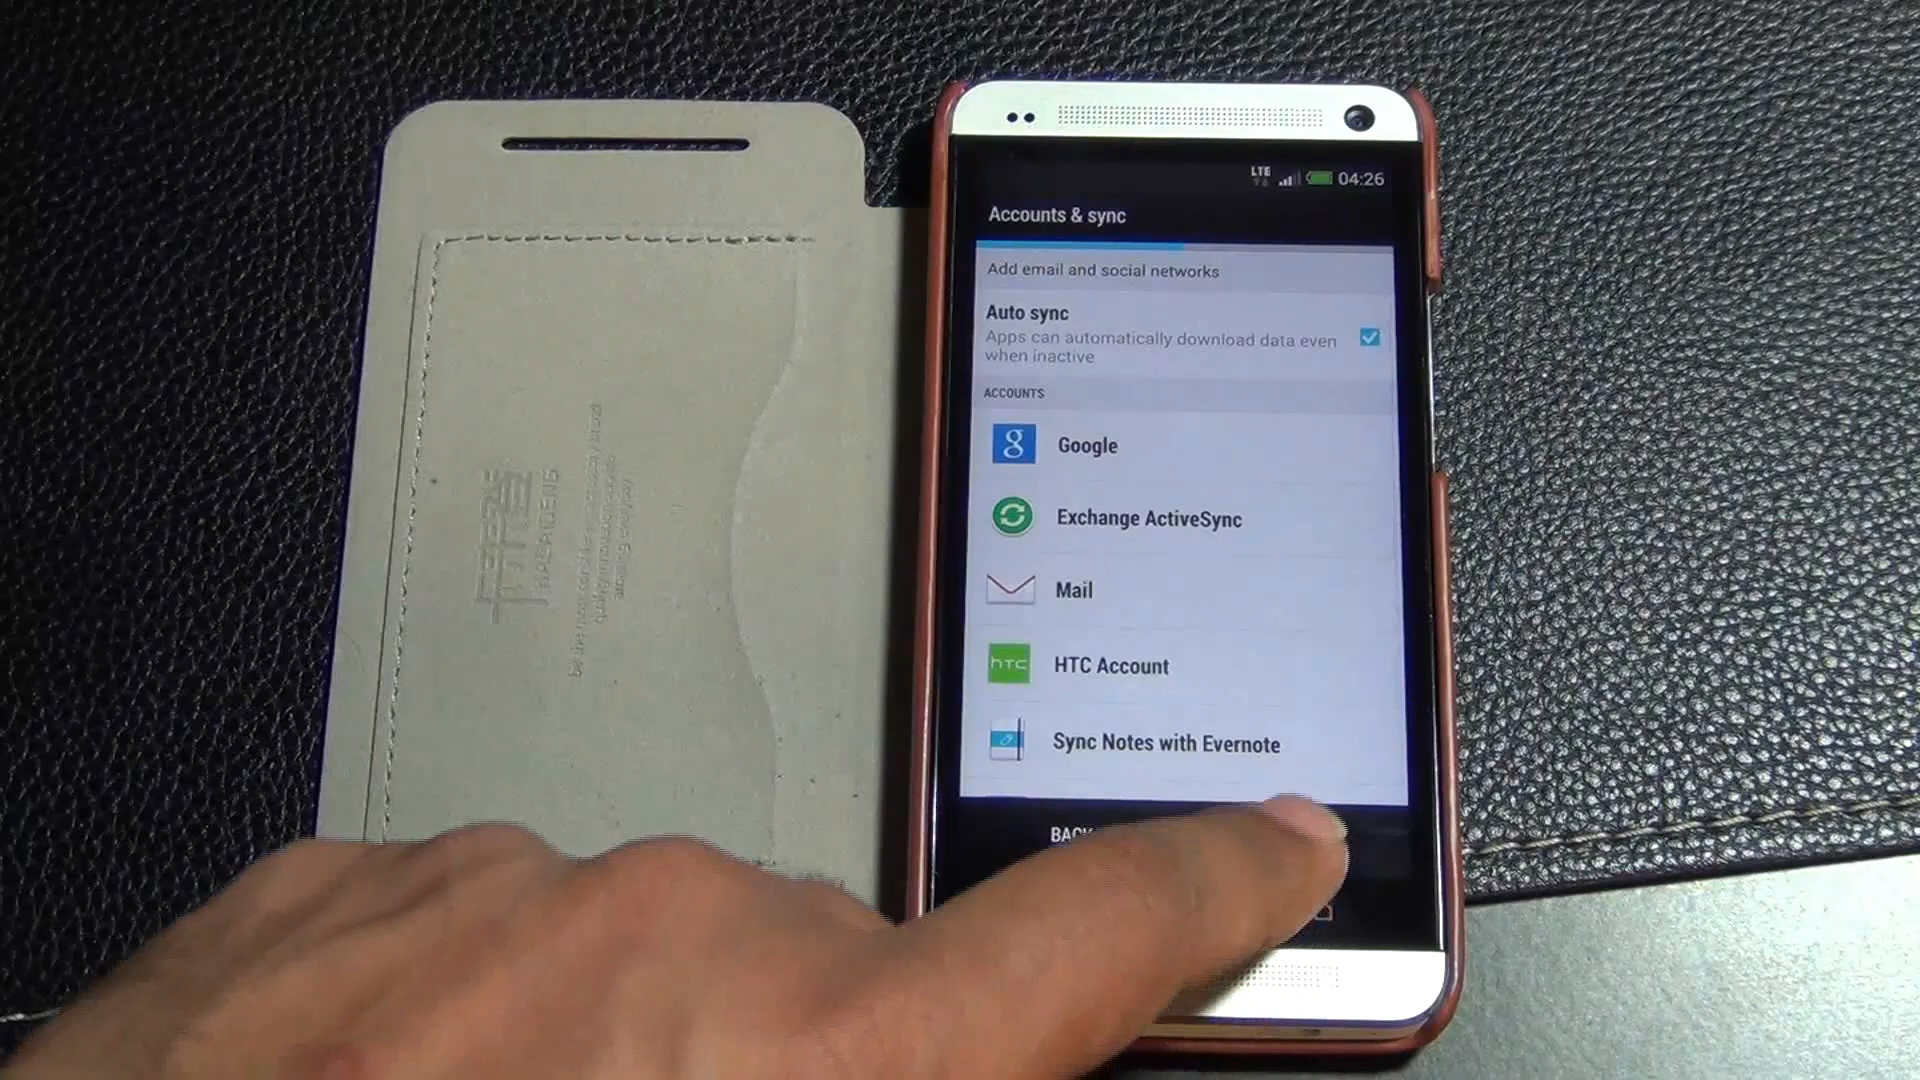 LTE
04:26
Accounts & sync
Add email and social networks
Auto sync
Apps can automatically download data even
when inactive
ACCOUNTS
g
Google
Exchange ActiveSync
Mail
hTC
HTC Account
Sync Notes with Evernote
BACK